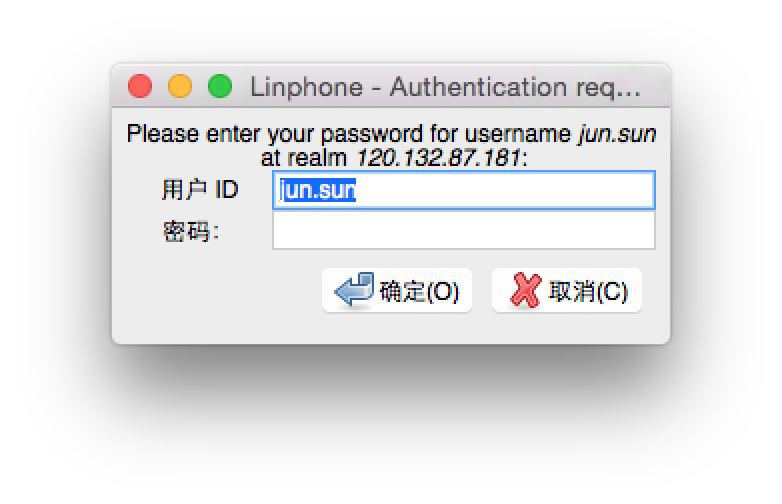 Linphone - Authentication req...
Please enter your password for username jun.sun
at realm 120.132.87.181:
用户 ID
jun.sun
密码：
确定(O)
取消(C)